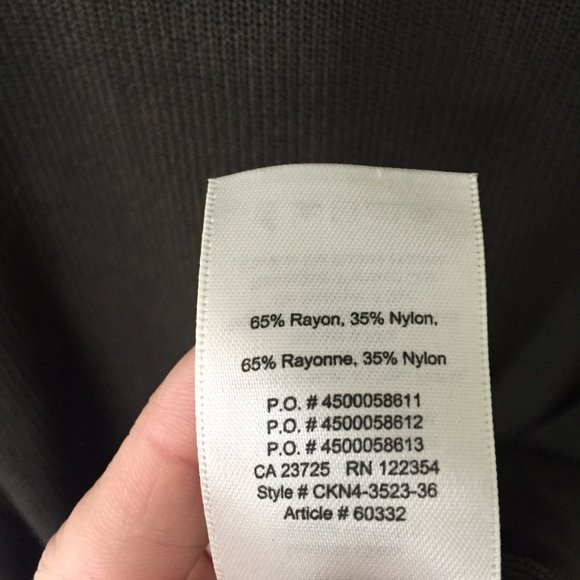 65% Rayon, 35% Nylon,
65% Rayonne, 35% Nylon
P.O. # 4500058611
P.O. # 4500058612
P.O. # 4500058613
CA 23725 RN 122354
Style # CKN4-3523-36
Article # 60332